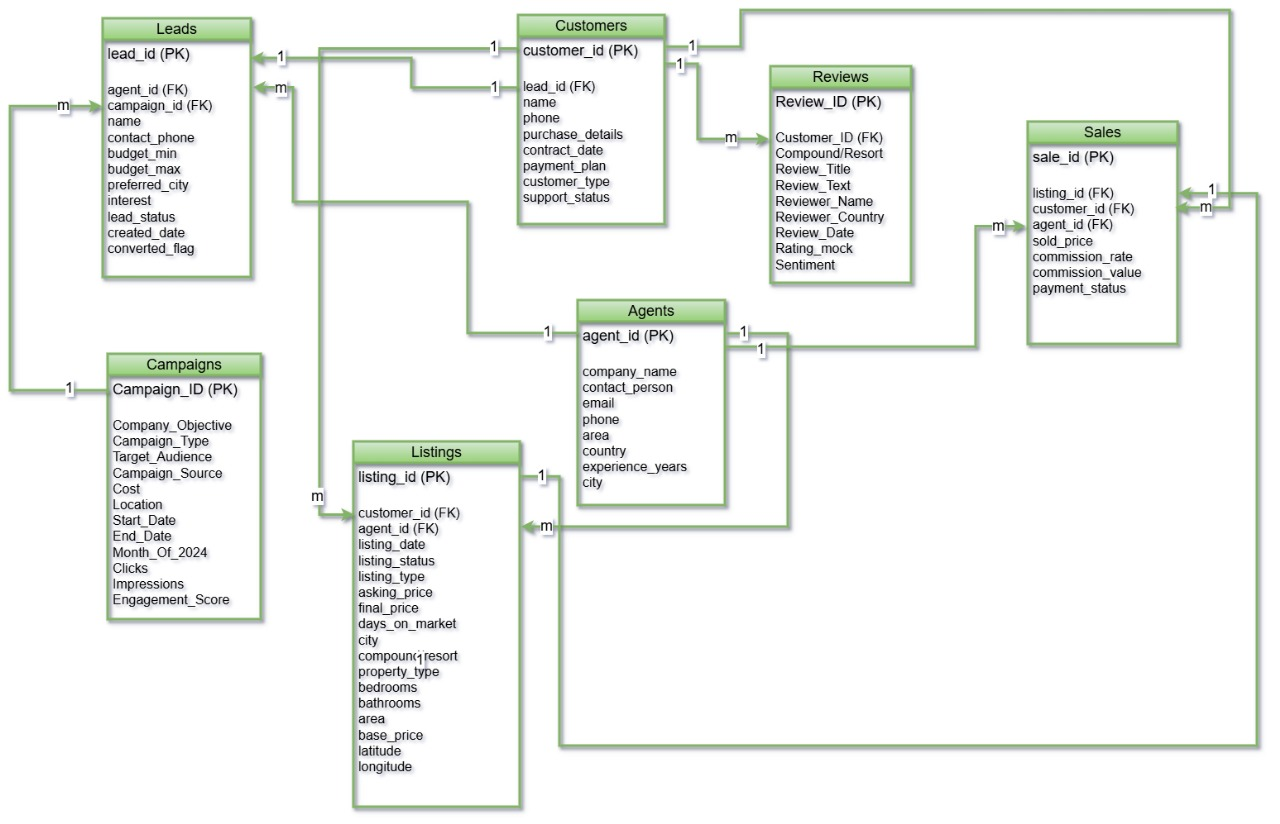 Leads
lead_id (PK)
agent_id (FK)
campaign_id (FK)
name
contact_phone
budget_min
budget_max
preferred_city
interest
lead_status
created_date
converted_flag
Customers
customer_id (PK)
lead_id (FK)
name
phone
purchase_details
contract_date
payment_plan
customer_type
support_status
Reviews
Review_ID (PK)
Customer_ID (FK)
Compound/Resort
Review_Title
Review_Text
Reviewer_Name
Reviewer_Country
Review_Date
Rating_mock
Sentiment
Sales
sale_id (PK)
listing_id (FK)
customer_id (FK)
agent_id (FK)
sold_price
commission_rate
commission_value
payment_status
Campaigns
Campaign_ID (PK)
Company_Objective
Campaign_Type
Target_Audience
Campaign_Source
Cost
Location
Start_Date
End_Date
Month_Of_2024
Clicks
Impressions
Engagement_Score
Listings
listing_id (PK)
customer_id (FK)
agent_id (FK)
listing_date
listing_status
listing_type
asking_price
final_price
days_on_market
city
resort
property_type
bedrooms
bathrooms
area
base_price
latitude
longitude
Agents
agent_id (PK)
company_name
contact_person
email
phone
area
country
experience_years
city
1
1
1
1
1
m
m
m
1
m
m
1
1
1
1
m
m
1
m
1